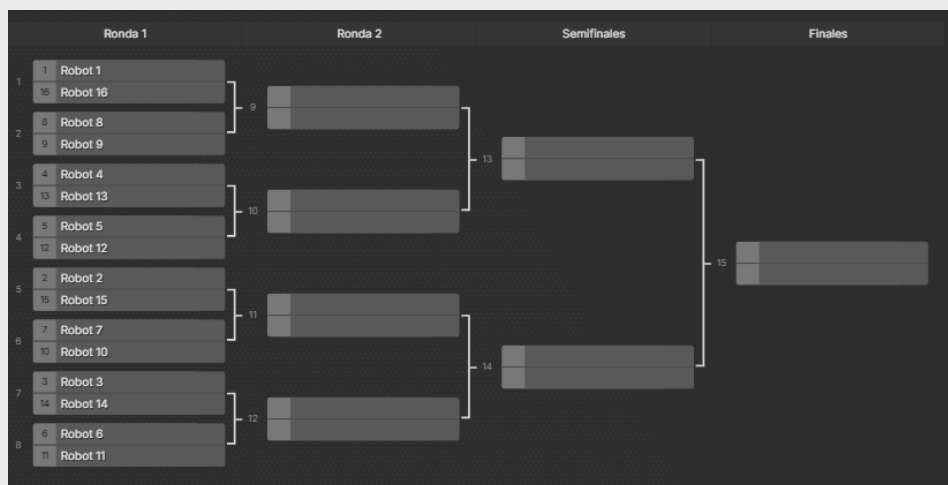 Ronda 1 Ronda 2 Semifinales Finales
1 1 Robot 1
16 Robot 16
2 8 Robot 8
9 Robot 9
3 4 Robot 4
13 Robot 13
4 5 Robot 5
12 Robot 12
5 2 Robot 2
15 Robot 15
6 7 Robot 7
10 Robot 10
7 3 Robot 3
14 Robot 14
8 6 Robot 6
11 Robot 11
9
10
11
12
13
14
15